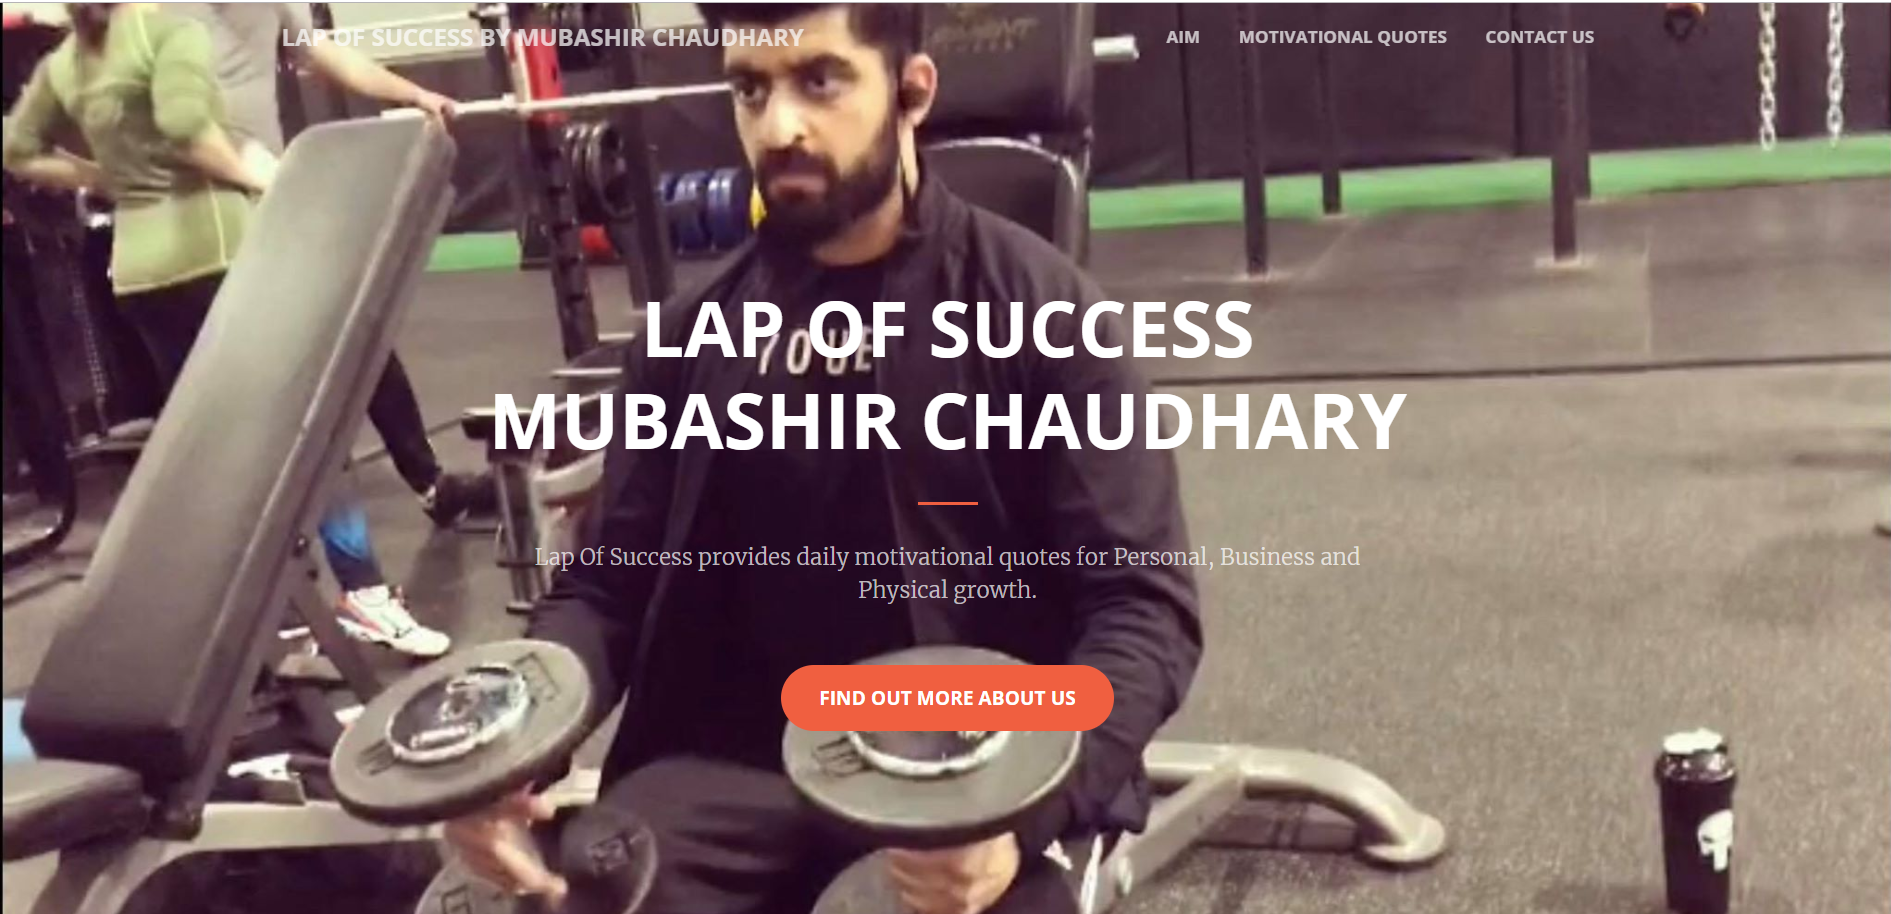 LAP OF SUCCESS BY MUBASHIR CHAUDHARY
AIM
MOTIVATIONAL QUOTES
CONTACT US
LAP OF SUCCESS
MUBASHIR CHAUDHARY
Lap Of Success provides daily motivational quotes for Personal, Business and
Physical growth.
FIND OUT MORE ABOUT US